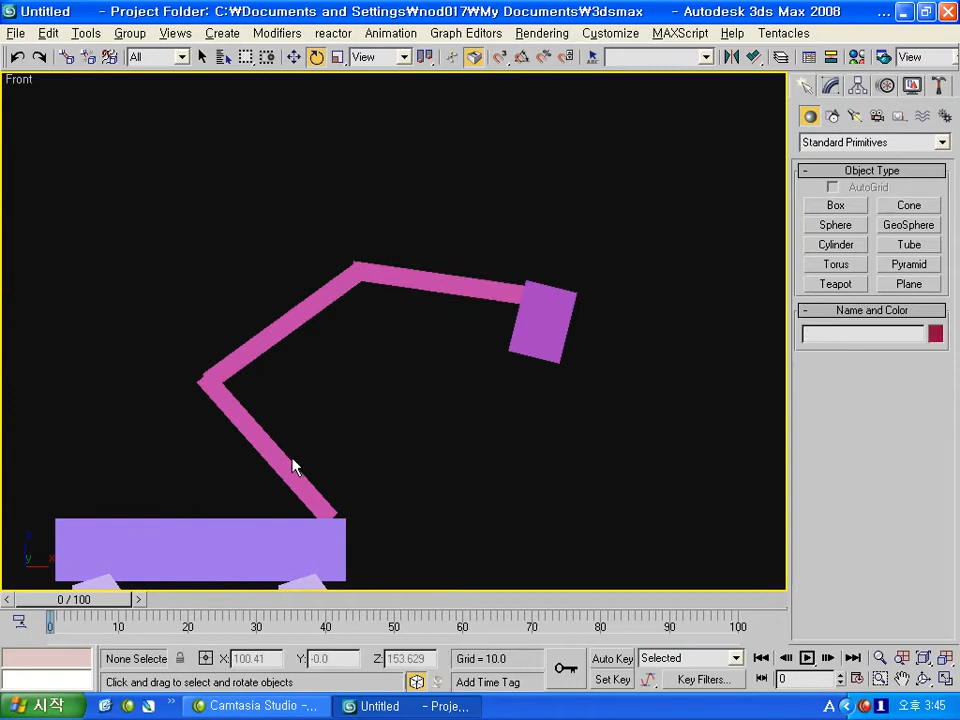 Untitled - Project Folder: C:₩Documents and Settings₩nod017₩My Documents₩3dsmax - Autodesk 3ds Max 2008 ...
File Edit Tools Group Views Create Modifiers reactor Animation Graph Editors Rendering Customize MAXScript Help Tentacles
All View View
Front
Standard Primitives
- Object Type
AutoGrid
Box Cone
Sphere GeoSphere
Cylinder Tube
Torus Pyramid
Teapot Plane
- Name and Color
z
y x
< 0 / 100 >
0 10 20 30 40 50 60 70 80 90 100
None Selecte X: 100.41 Y: -0.0 Z: 153.629 Grid = 10.0 Auto Key Selected
Click and drag to select and rotate objects Add Time Tag Set Key Key Filters... 0
시작 Camtasia Studio - ... Untitled - Proje... A 오후 3:45